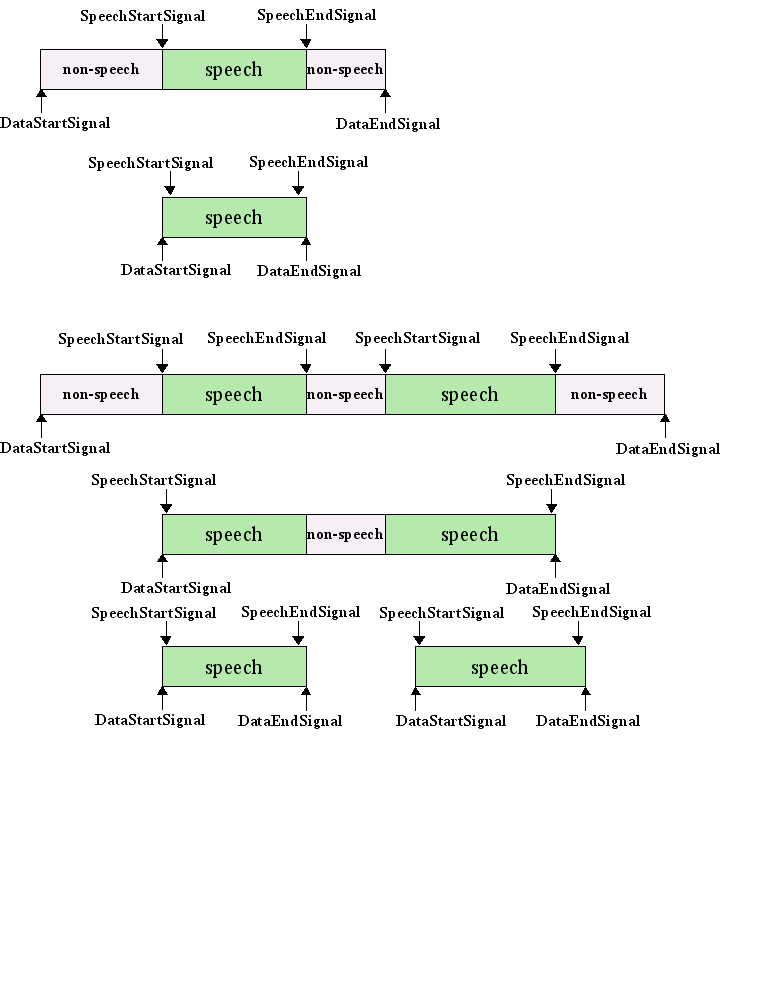 SpeechStartSignal SpeechEndSignal
non-speech speech non-speech
DataStartSignal DataEndSignal
SpeechStartSignal SpeechEndSignal
speech
DataStartSignal DataEndSignal
SpeechStartSignal SpeechEndSignal SpeechStartSignal SpeechEndSignal
non-speech speech non-speech speech non-speech
DataStartSignal DataEndSignal
SpeechStartSignal SpeechEndSignal
speech non-speech speech
DataStartSignal DataEndSignal
SpeechStartSignal SpeechEndSignal SpeechStartSignal SpeechEndSignal
speech speech
DataStartSignal DataEndSignal DataStartSignal DataEndSignal